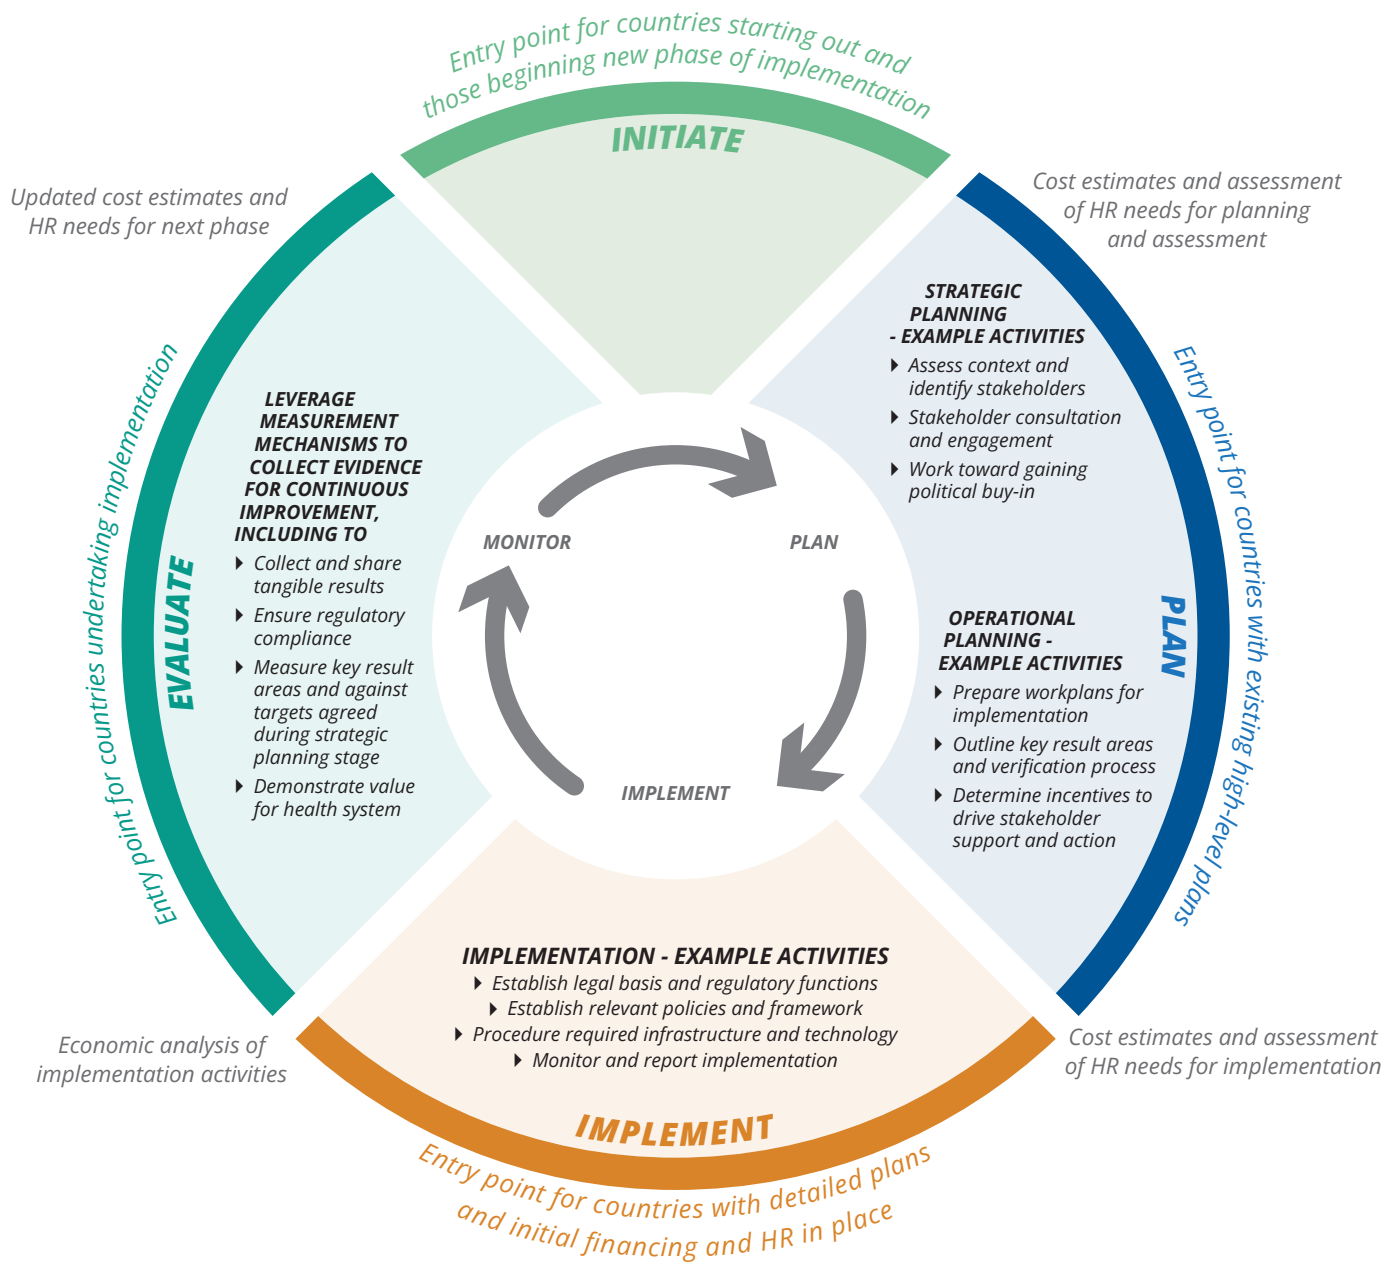 Entry point for countries starting out and
those beginning new phase of implementation
INITIATE
Updated cost estimates and
HR needs for next phase
Cost estimates and assessment
of HR needs for planning
and assessment
STRATEGIC
PLANNING
- EXAMPLE ACTIVITIES
Assess context and
identify stakeholders
Stakeholder consultation
and engagement
Work toward gaining
political buy-in
OPERATIONAL
PLANNING -
EXAMPLE ACTIVITIES
Prepare workplans for
implementation
Outline key result areas
and verification process
Determine incentives to
drive stakeholder
support and action
PLAN
Entry point for countries with existing high-level plans
Entry point for countries undertaking implementation
EVALUATE
LEVERAGE
MEASUREMENT
MECHANISMS TO
COLLECT EVIDENCE
FOR CONTINUOUS
IMPROVEMENT,
INCLUDING TO
Collect and share
tangible results
Ensure regulatory
compliance
Measure key result
areas and against
targets agreed
during strategic
planning stage
Demonstrate value
for health system
MONITOR
PLAN
IMPLEMENT
IMPLEMENTATION - EXAMPLE ACTIVITIES
Establish legal basis and regulatory functions
Establish relevant policies and framework
Procedure required infrastructure and technology
Monitor and report implementation
IMPLEMENT
Entry point for countries with detailed plans
and initial financing and HR in place
Economic analysis of
implementation activities
Cost estimates and assessment
of HR needs for implementation